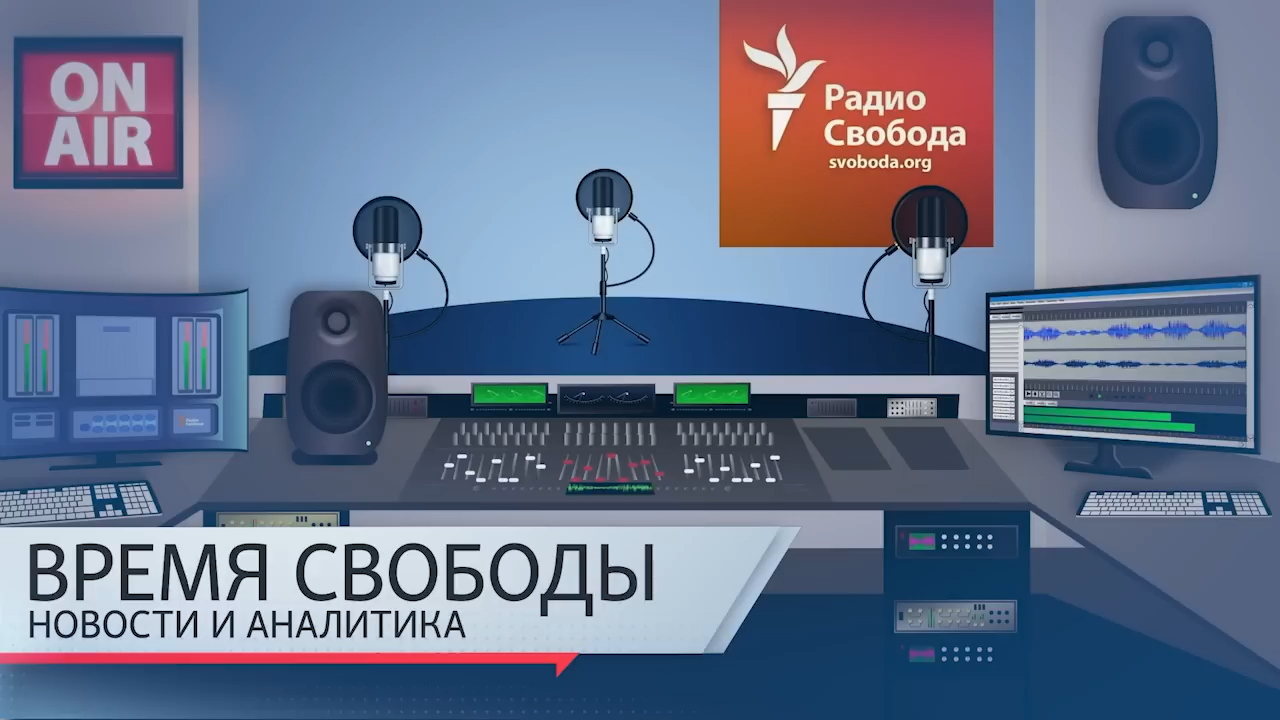 ON
AIR
Радио
Свобода
svoboda.org
ВРЕМЯ СВОБОДЫ
НОВОСТИ И АНАЛИТИКА